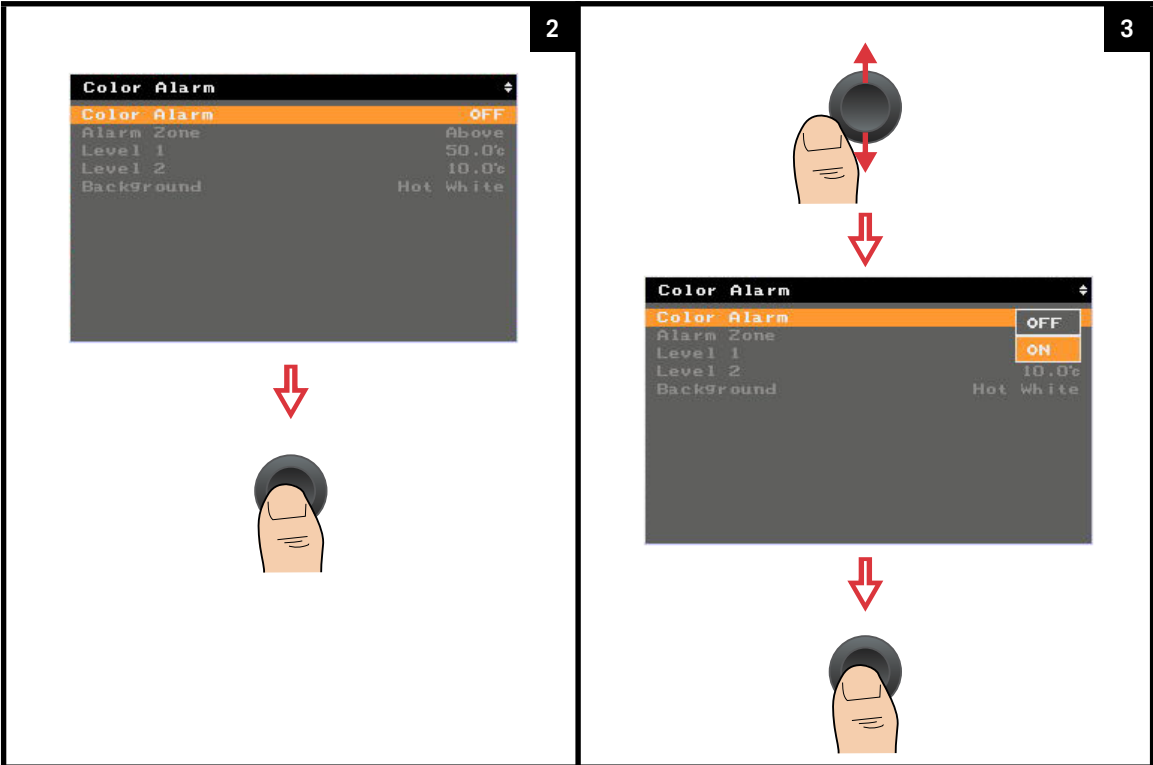 2
Color Alarm
Color Alarm OFF
Alarm Zone Above
Level 1 50.0℃
Level 2 10.0℃
Background Hot White
3
Color Alarm
Color Alarm OFF
Alarm Zone
Level 1 ON
Level 2 10.0℃
Background Hot White